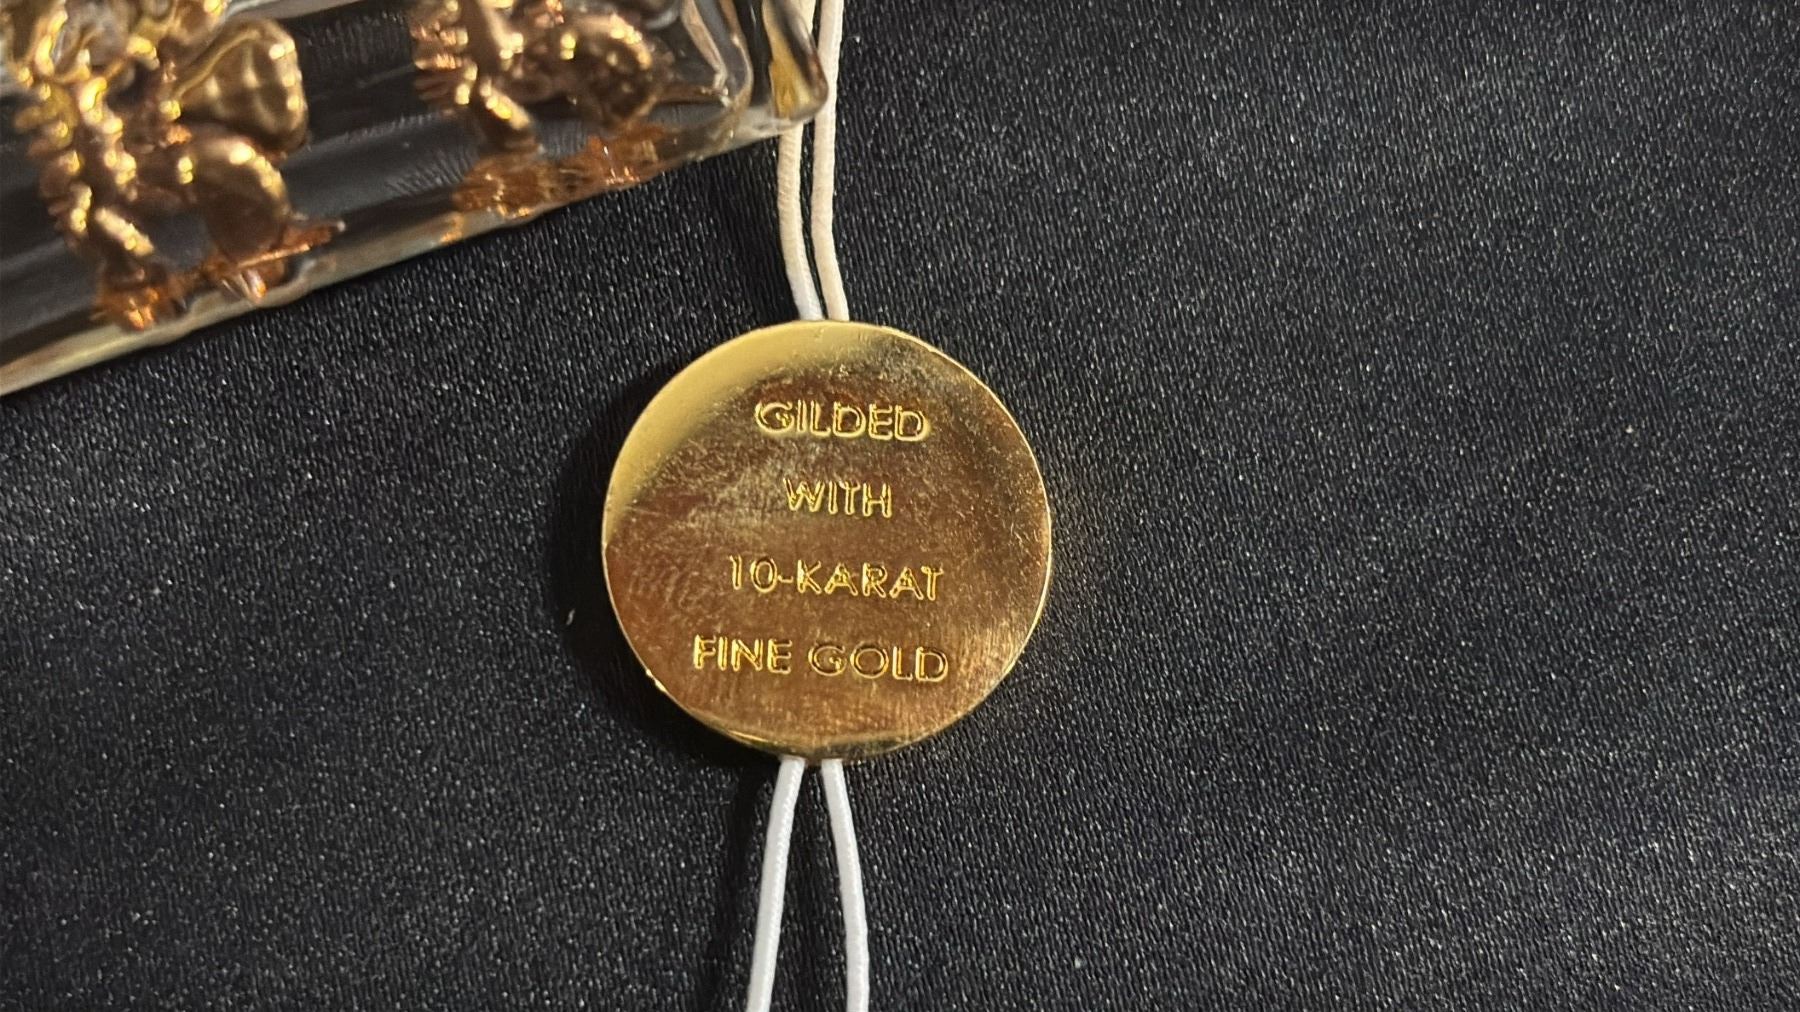 GILDED
WITH
10-KARAT
FINE GOLD